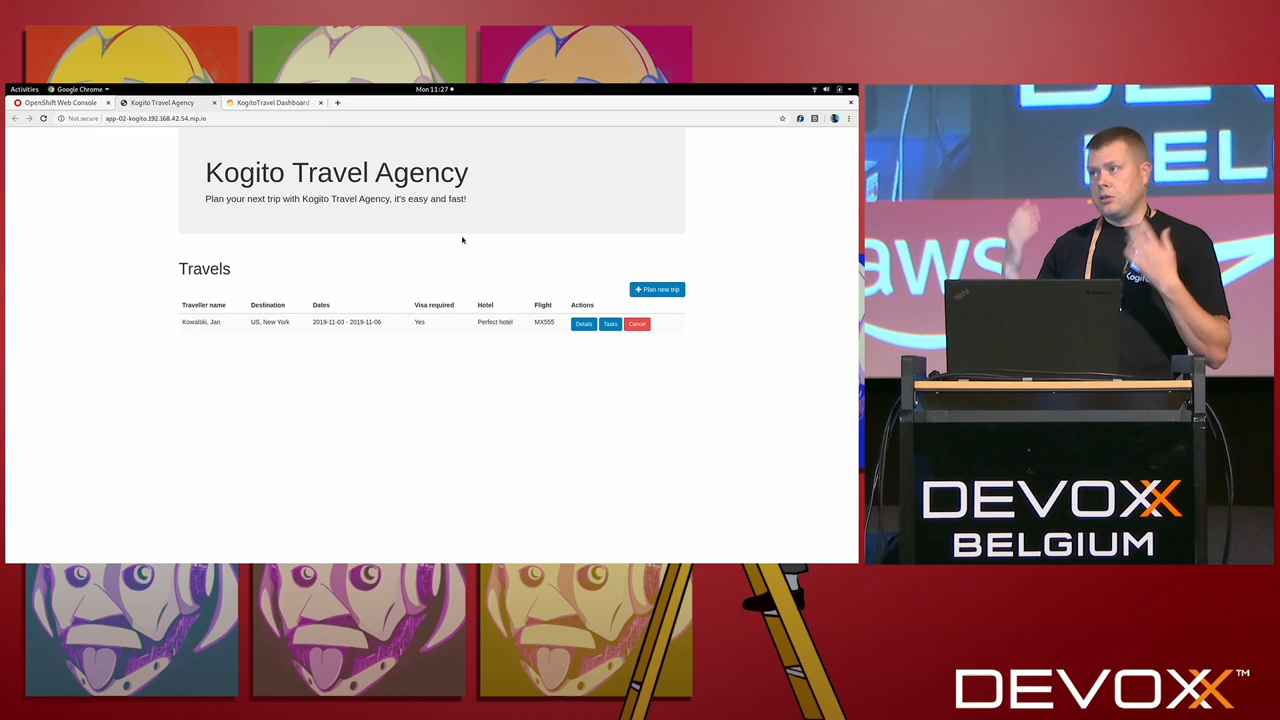 Activities Google Chrome Mon 11:27
OpenShift Web Console Kogito Travel Agency KogitoTravel Dashboard
Not secure app-02-kogito.192.168.42.54.nip.io
Kogito Travel Agency
Plan your next trip with Kogito Travel Agency, it's easy and fast!
Travels
Plan new trip
Traveller name Destination Dates Visa required Hotel Flight Actions
Kowalski, Jan US, New York 2019-11-03 - 2019-11-06 Yes Perfect hotel MX555 Details Tasks Cancel
aws
Kogito
DEVOXX
BELGIUM
DEVOXX™